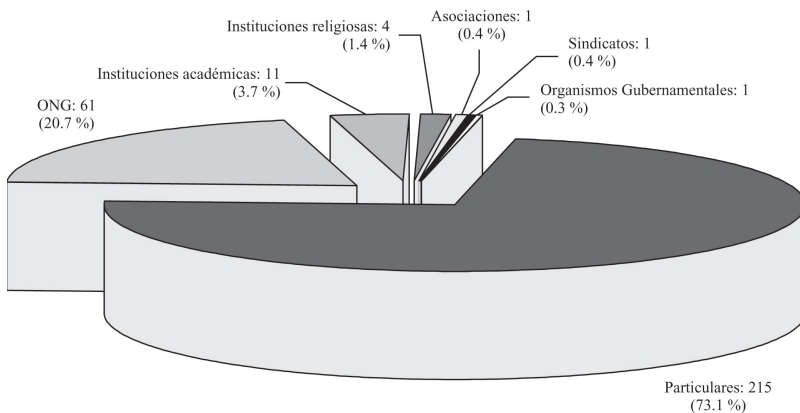 Instituciones religiosas: 4
(1.4 %)
Asociaciones: 1
(0.4 %)
Sindicatos: 1
(0.4 %)
Instituciones académicas: 11
(3.7 %)
Organismos Gubernamentales: 1
(0.3 %)
ONG: 61
(20.7 %)
Particulares: 215
(73.1 %)